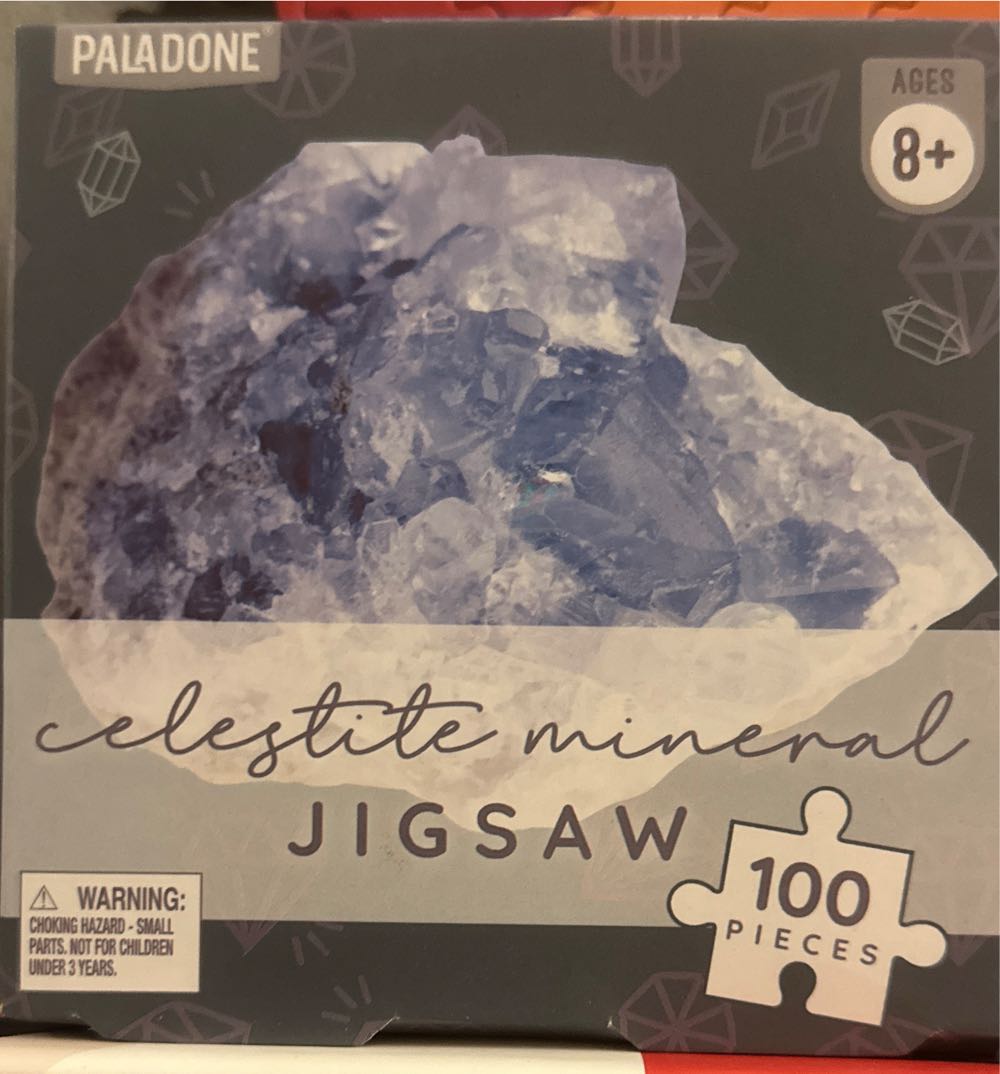 PALADONE
AGES
8+
celestite mineral
JIGSAW
100
PIECES
WARNING:
CHOKING HAZARD - SMALL
PARTS. NOT FOR CHILDREN
UNDER 3 YEARS.